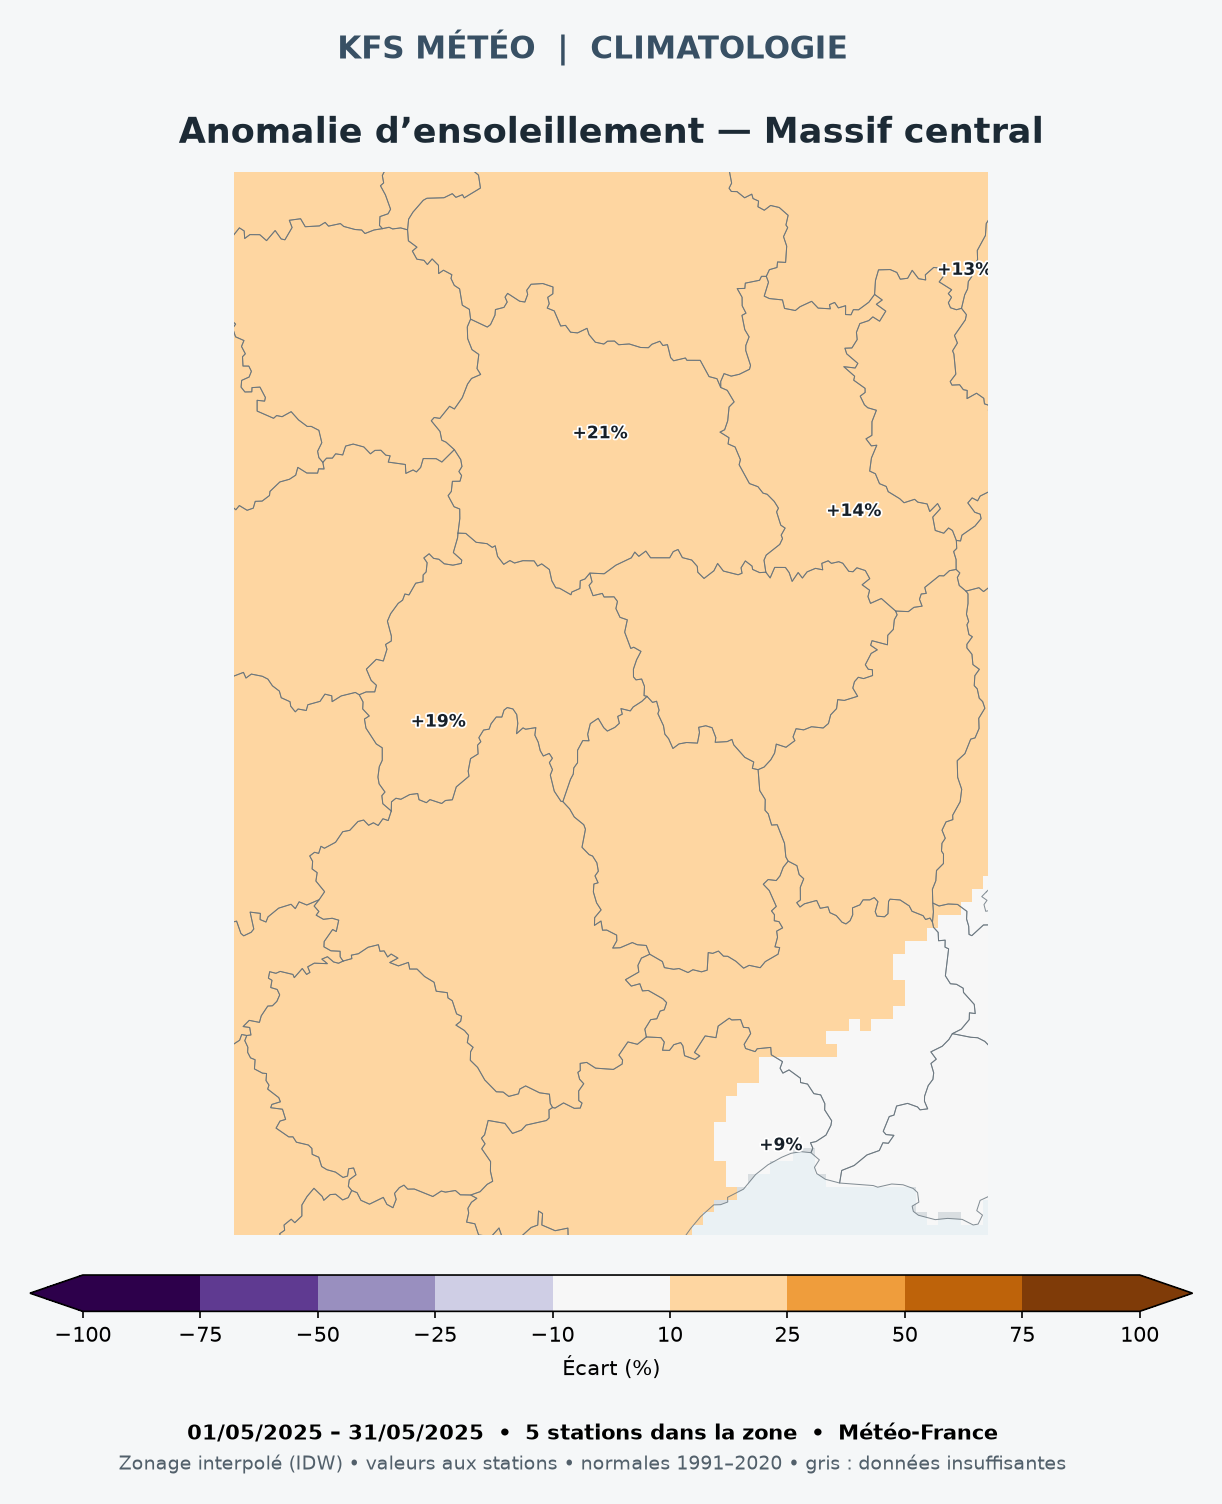 KFS MÉTÉO | CLIMATOLOGIE
Anomalie d’ensoleillement — Massif central
+13%
+21%
+14%
+19%
+9%
−100 −75 −50 −25 −10 10 25 50 75 100
Écart (%)
01/05/2025 – 31/05/2025 • 5 stations dans la zone • Météo-France
Zonage interpolé (IDW) • valeurs aux stations • normales 1991–2020 • gris : données insuffisantes